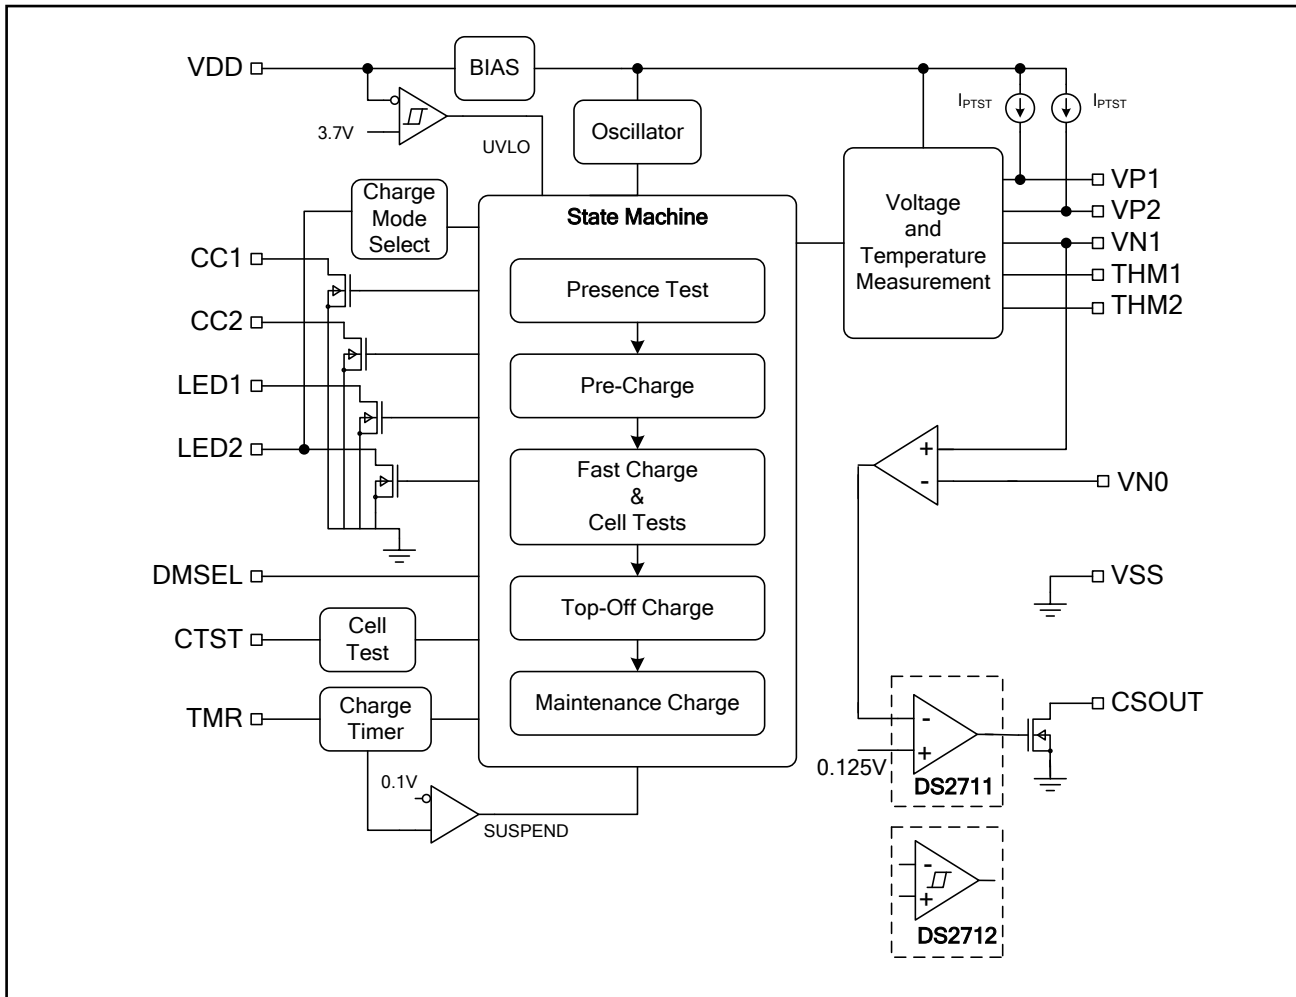 VDD
BIAS
I_PTST
I_PTST
3.7V
UVLO
Oscillator
Charge
Mode
Select
State Machine
Voltage
and
Temperature
Measurement
VP1
VP2
VN1
THM1
THM2
CC1
CC2
LED1
LED2
Presence Test
Pre-Charge
Fast Charge
&
Cell Tests
Top-Off Charge
Maintenance Charge
+
-
VN0
DMSEL
VSS
CTST
Cell
Test
TMR
Charge
Timer
0.1V
SUSPEND
-
+
0.125V
DS2711
CSOUT
-
+
DS2712